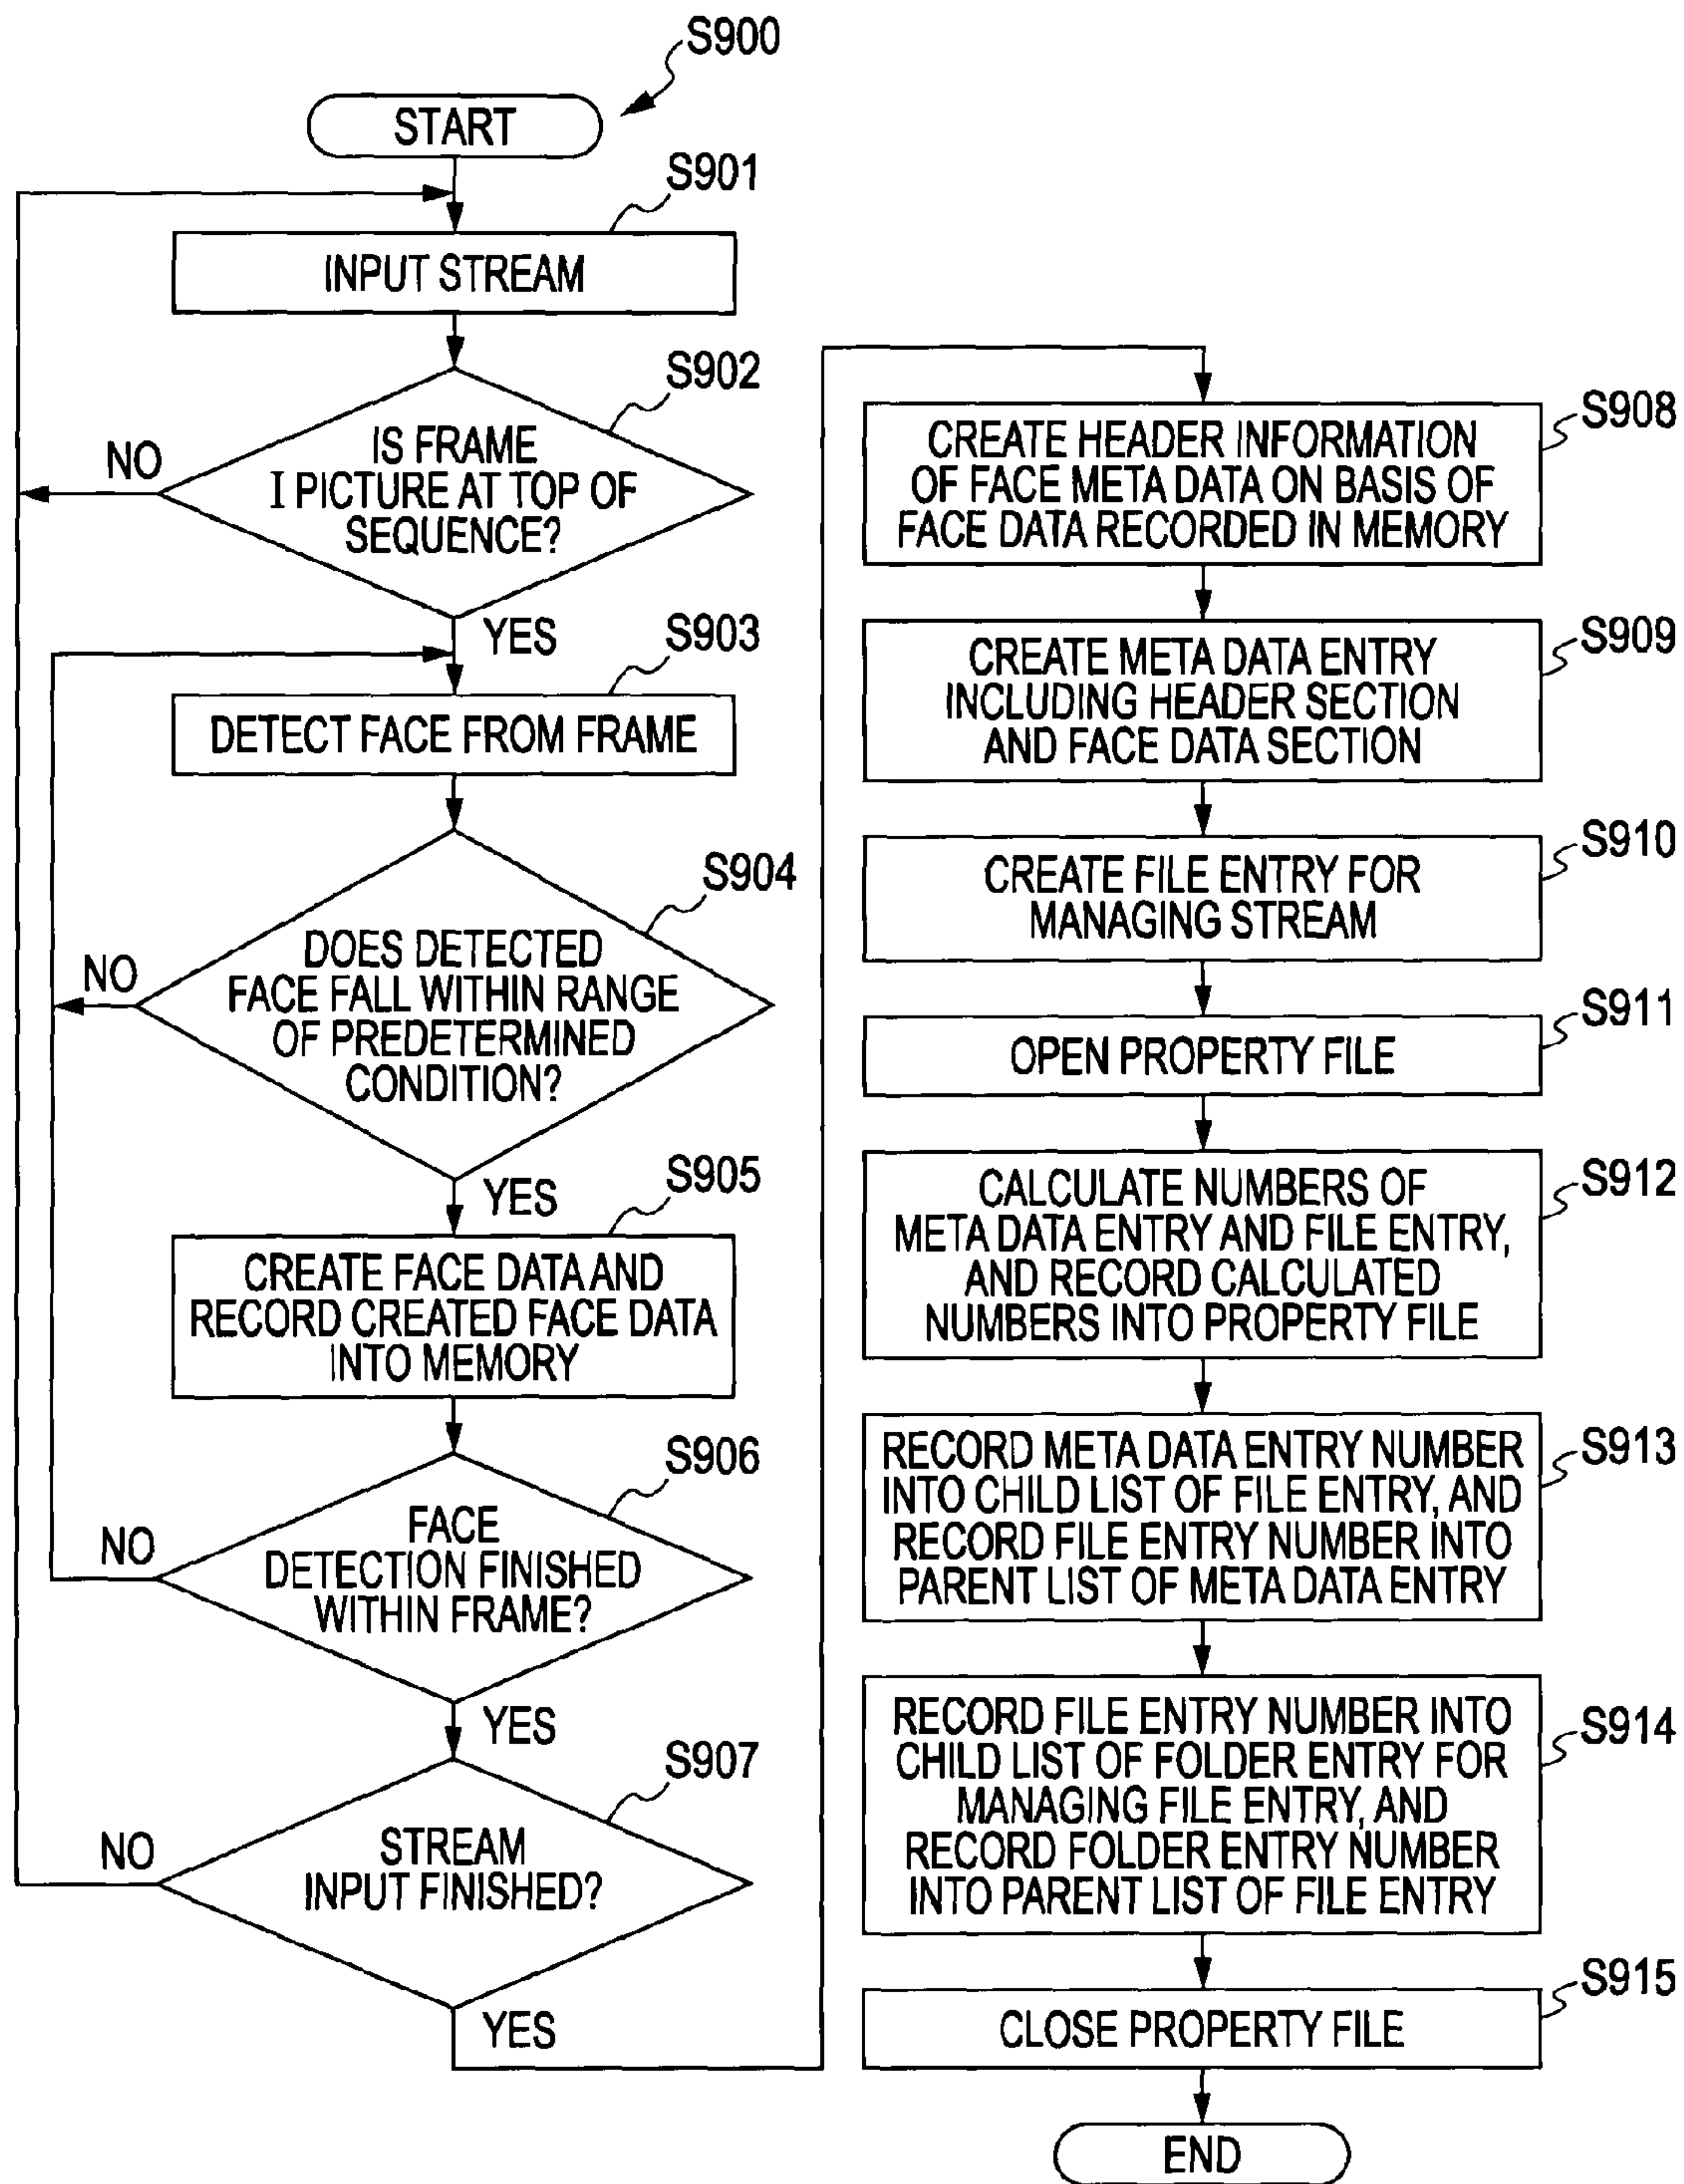 S900
START
S901
INPUT STREAM
S902
IS FRAME
I PICTURE AT TOP OF
SEQUENCE?
NO
YES
S903
DETECT FACE FROM FRAME
S904
DOES DETECTED
FACE FALL WITHIN RANGE
OF PREDETERMINED
CONDITION?
NO
YES
S905
CREATE FACE DATA AND
RECORD CREATED FACE DATA
INTO MEMORY
S906
FACE
DETECTION FINISHED
WITHIN FRAME?
NO
YES
S907
STREAM
INPUT FINISHED?
NO
YES
S908
CREATE HEADER INFORMATION
OF FACE META DATA ON BASIS OF
FACE DATA RECORDED IN MEMORY
S909
CREATE META DATA ENTRY
INCLUDING HEADER SECTION
AND FACE DATA SECTION
S910
CREATE FILE ENTRY FOR
MANAGING STREAM
S911
OPEN PROPERTY FILE
S912
CALCULATE NUMBERS OF
META DATA ENTRY AND FILE ENTRY,
AND RECORD CALCULATED
NUMBERS INTO PROPERTY FILE
S913
RECORD META DATA ENTRY NUMBER
INTO CHILD LIST OF FILE ENTRY, AND
RECORD FILE ENTRY NUMBER INTO
PARENT LIST OF META DATA ENTRY
S914
RECORD FILE ENTRY NUMBER INTO
CHILD LIST OF FOLDER ENTRY FOR
MANAGING FILE ENTRY, AND
RECORD FOLDER ENTRY NUMBER
INTO PARENT LIST OF FILE ENTRY
S915
CLOSE PROPERTY FILE
END